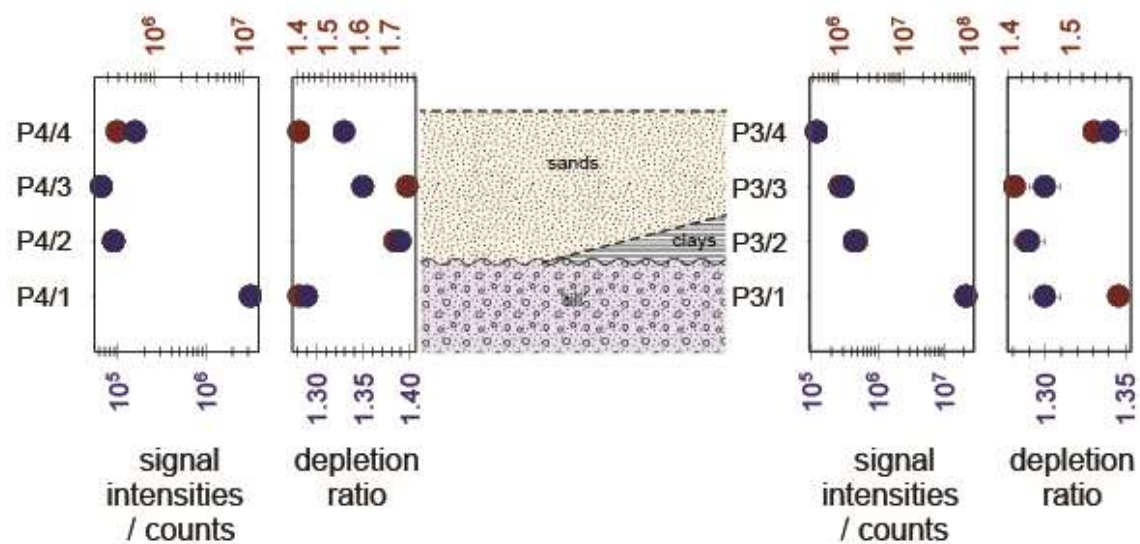 10⁶ 10⁷ 1.4 1.5 1.6 1.7 10⁶ 10⁷ 10⁸ 1.4 1.5
P4/4 P3/4
sands
P4/3 P3/3
P4/2 clays P3/2
P4/1 P3/1
10⁵ 10⁶ 1.30 1.35 1.40 10⁵ 10⁶ 10⁷ 1.30 1.35
signal depletion signal depletion
intensities ratio intensities ratio
/ counts / counts